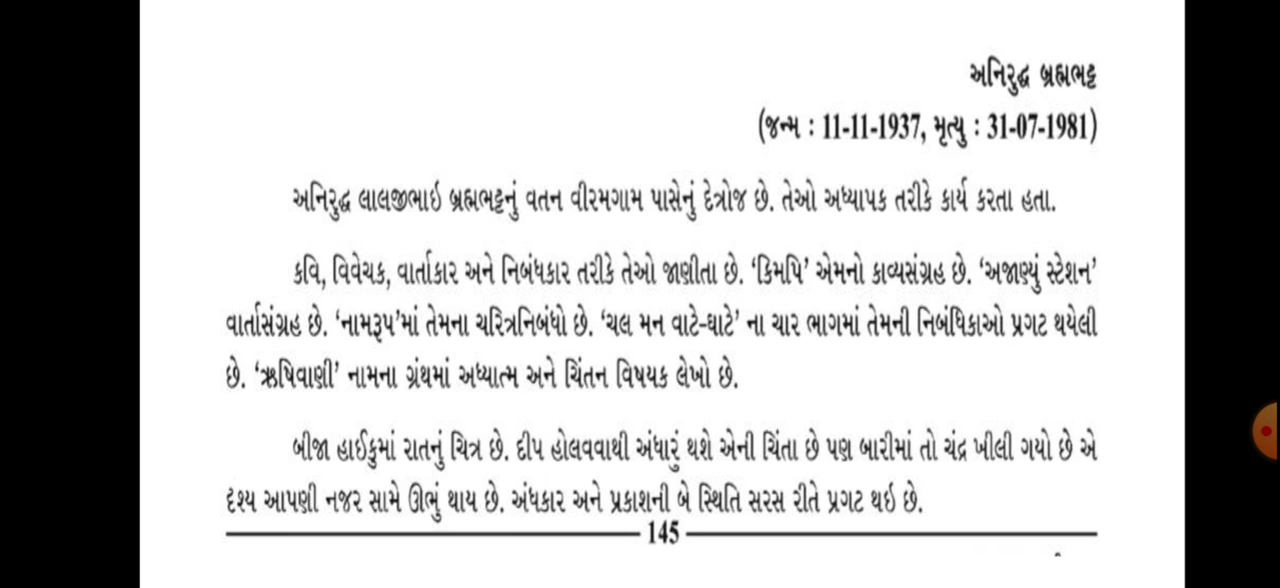 અનિરુદ્ધ બ્રહ્મભટ્ટ
(જન્મ : 11-11-1937, મૃત્યુ : 31-07-1981)
અનિરુદ્ધ લાલજીભાઇ બ્રહ્મભટ્ટનું વતન વીરમગામ પાસેનું દેત્રોજ છે. તેઓ અધ્યાપક તરીકે કાર્ય કરતા હતા.
કવિ, વિવેચક, વાર્તાકાર અને નિબંધકાર તરીકે તેઓ જાણીતા છે. ‘કિમપિ’ એમનો કાવ્યસંગ્રહ છે. ‘અજાણ્યું સ્ટેશન’
વાર્તાસંગ્રહ છે. ‘નામરૂપ’માં તેમના ચરિત્રનિબંધો છે. ‘ચલ મન વાટે-ઘાટે’ ના ચાર ભાગમાં તેમની નિબંધિકાઓ પ્રગટ થયેલી
છે. ‘ઋષિવાણી’ નામના ગ્રંથમાં અધ્યાત્મ અને ચિંતન વિષયક લેખો છે.
બીજા હાઈકુમાં રાતનું ચિત્ર છે. દીપ હોલવવાથી અંધારું થશે એની ચિંતા છે પણ બારીમાં તો ચંદ્ર ખીલી ગયો છે એ
દૃશ્ય આપણી નજર સામે ઊભું થાય છે. અંધકાર અને પ્રકાશની બે સ્થિતિ સરસ રીતે પ્રગટ થઇ છે.
145